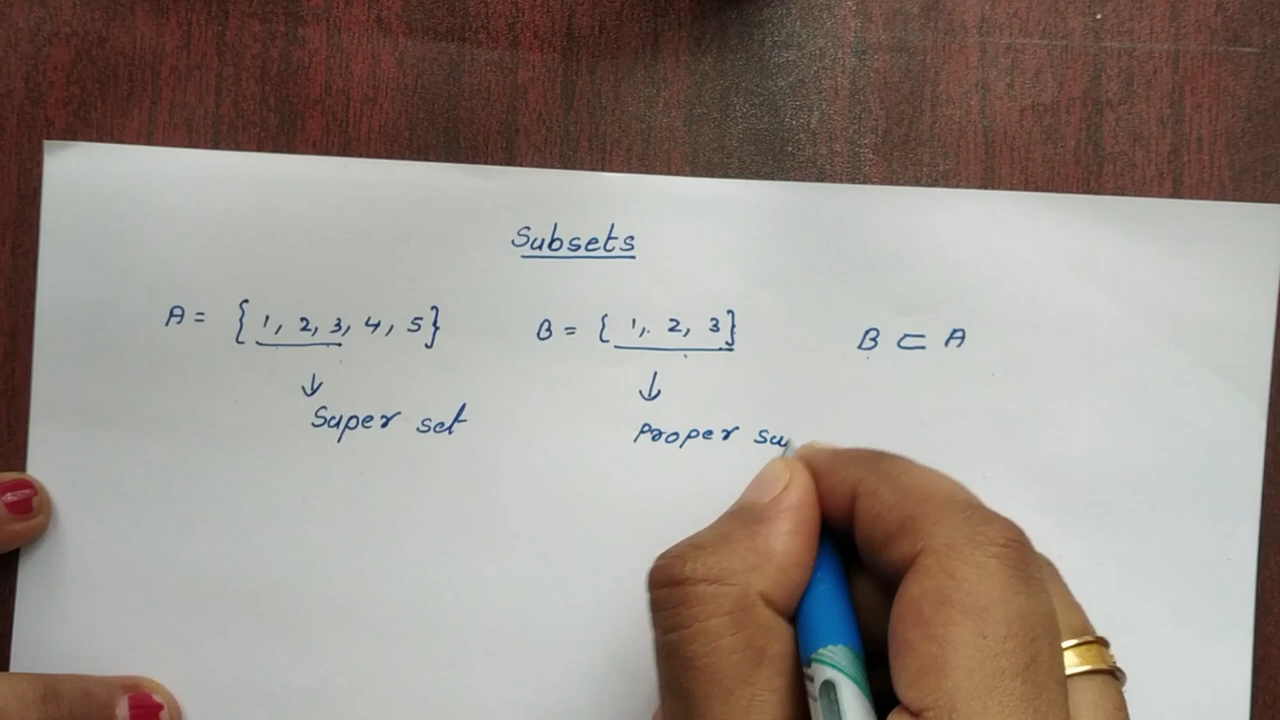 Subsets
A = { 1, 2, 3, 4, 5}    B = { 1, 2, 3}    B ⊂ A
↓    ↓
Super set    Proper su